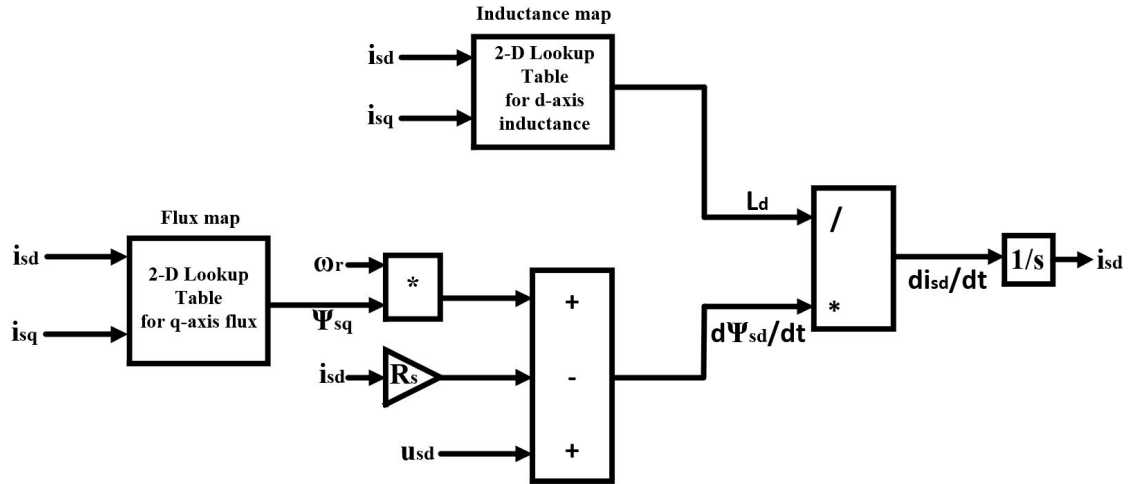 Inductance map
isd
isq
2-D Lookup
Table
for d-axis
inductance
Ld
Flux map
isd
isq
2-D Lookup
Table
for q-axis flux
Ψsq
ωr
*
isd
Rs
usd
+
-
+
dΨsd/dt
/
*
disd/dt
1/s
isd